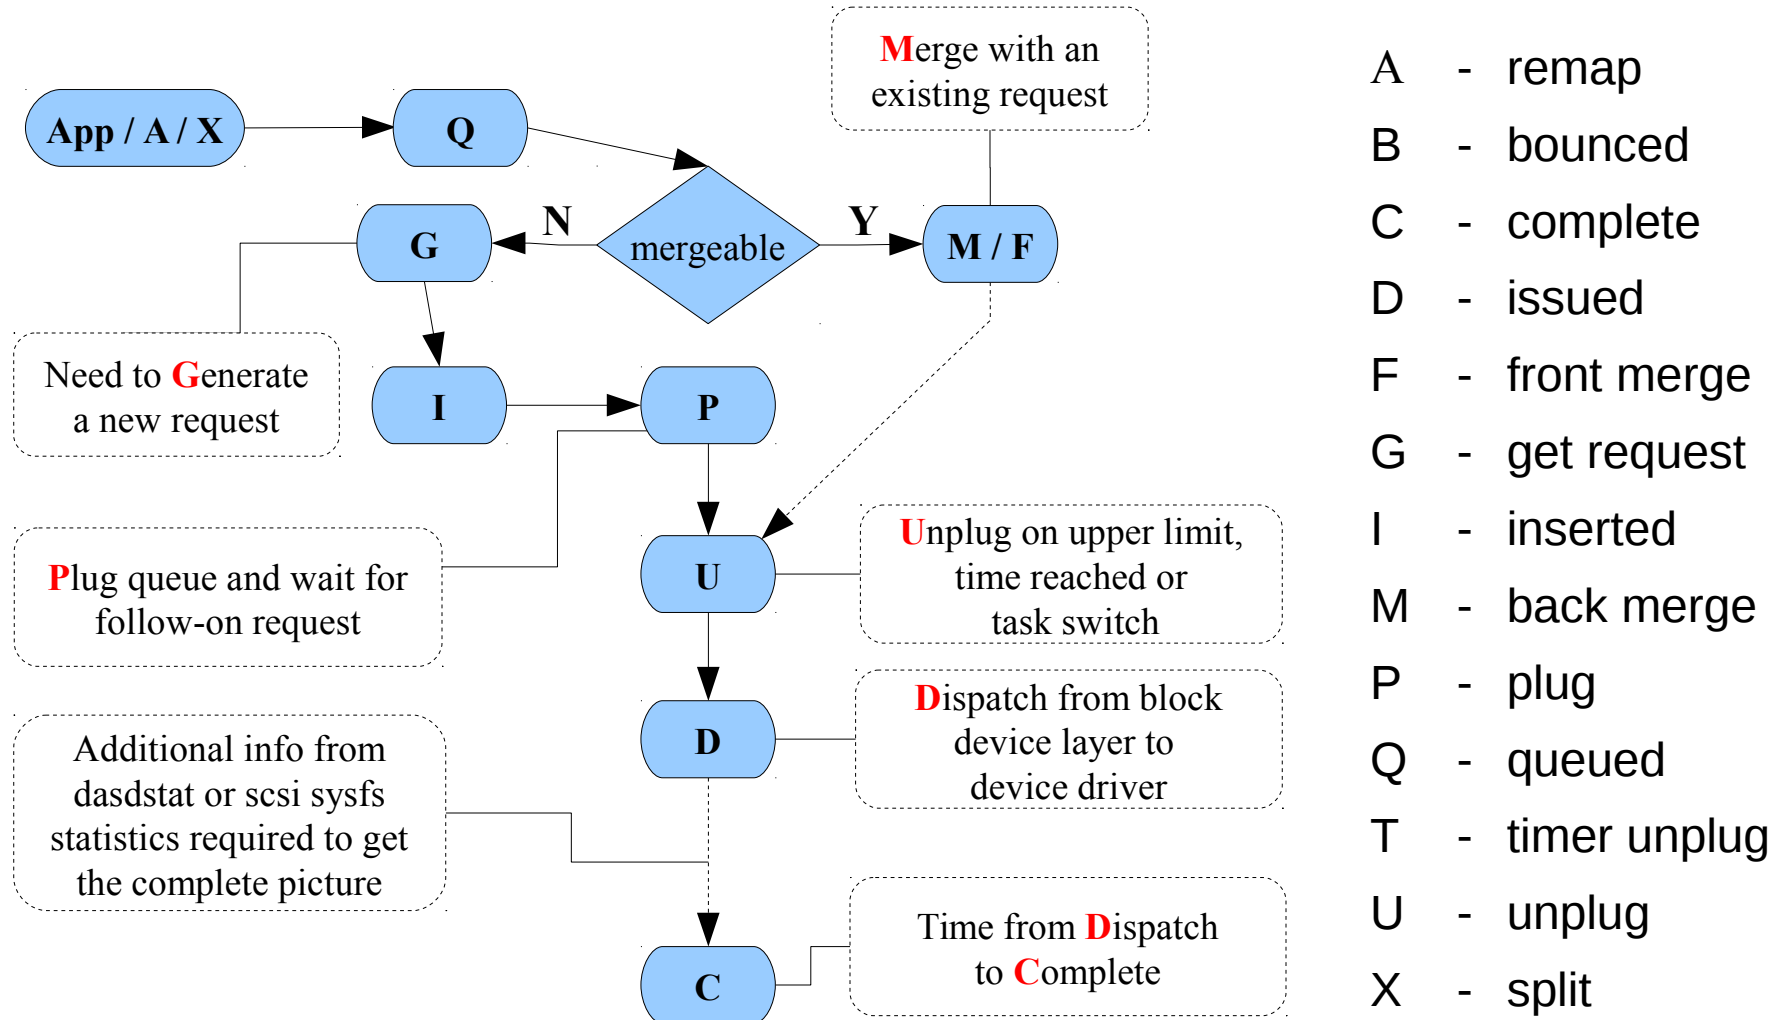 Merge with an
existing request
App / A / X
Q
N
mergeable
Y
G
M / F
Need to Generate
a new request
I
P
Plug queue and wait for
follow-on request
U
Unplug on upper limit,
time reached or
task switch
D
Dispatch from block
device layer to
device driver
Additional info from
dasdstat or scsi sysfs
statistics required to get
the complete picture
C
Time from Dispatch
to Complete
A - remap
B - bounced
C - complete
D - issued
F - front merge
G - get request
I - inserted
M - back merge
P - plug
Q - queued
T - timer unplug
U - unplug
X - split